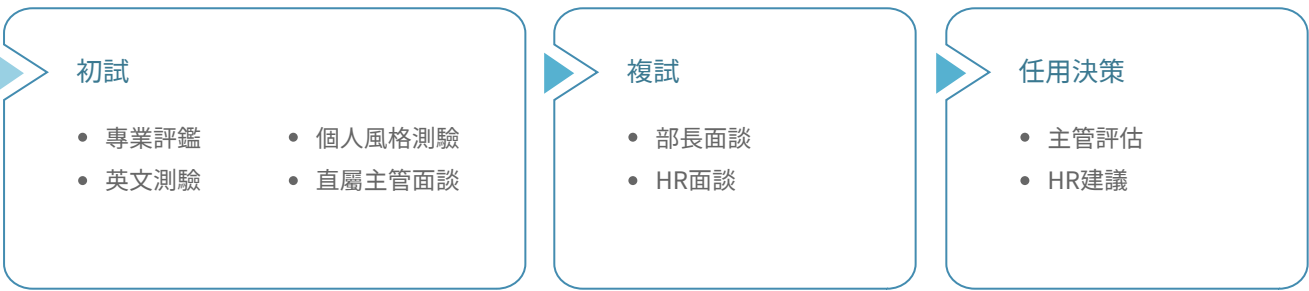 初試
專業評鑑
英文測驗
個人風格測驗
直屬主管面談
複試
部長面談
HR面談
任用決策
主管評估
HR建議